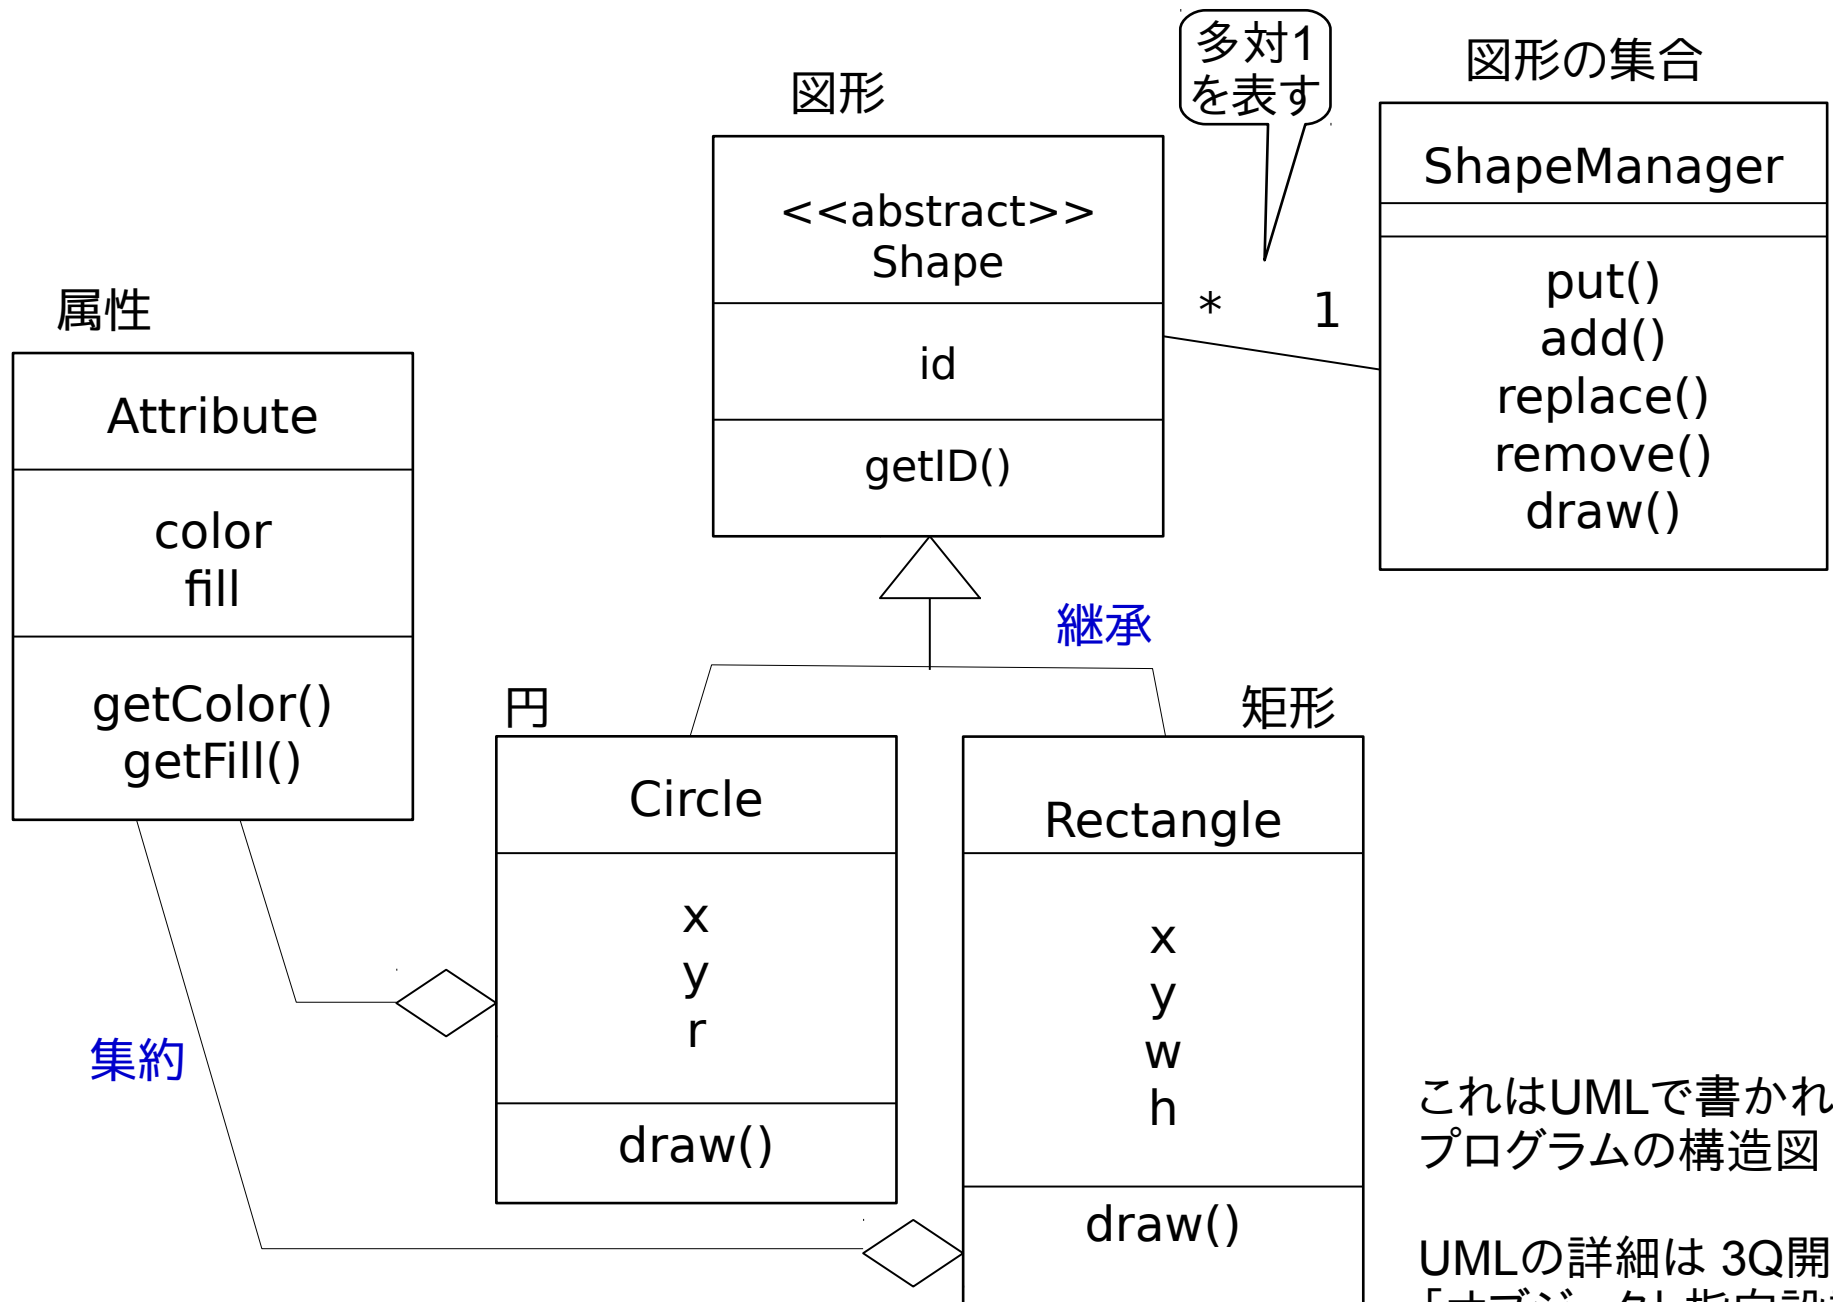 多対1
を表す
図形の集合
図形
ShapeManager
put()
add()
replace()
remove()
draw()
<<abstract>>
Shape
id
getID()
* 1
属性
Attribute
color
fill
getColor()
getFill()
継承
円
Circle
x
y
r
draw()
矩形
Rectangle
x
y
w
h
draw()
集約
これはUMLで書かれ
プログラムの構造図
UMLの詳細は 3Q開